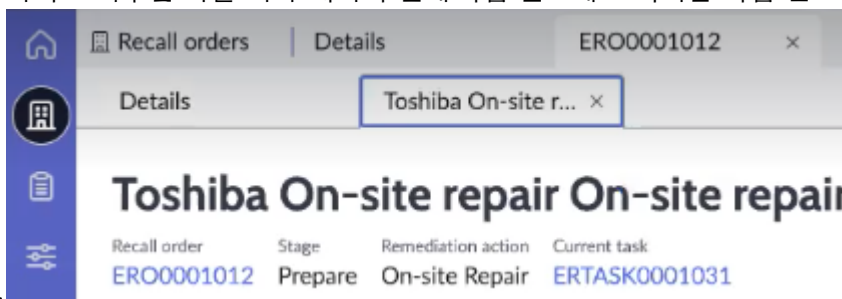 Recall orders Details ERO0001012 ×
Details Toshiba On-site r... ×
Toshiba On-site repair On-site repair
Recall order Stage Remediation action Current task
ERO0001012 Prepare On-site Repair ERTASK0001031